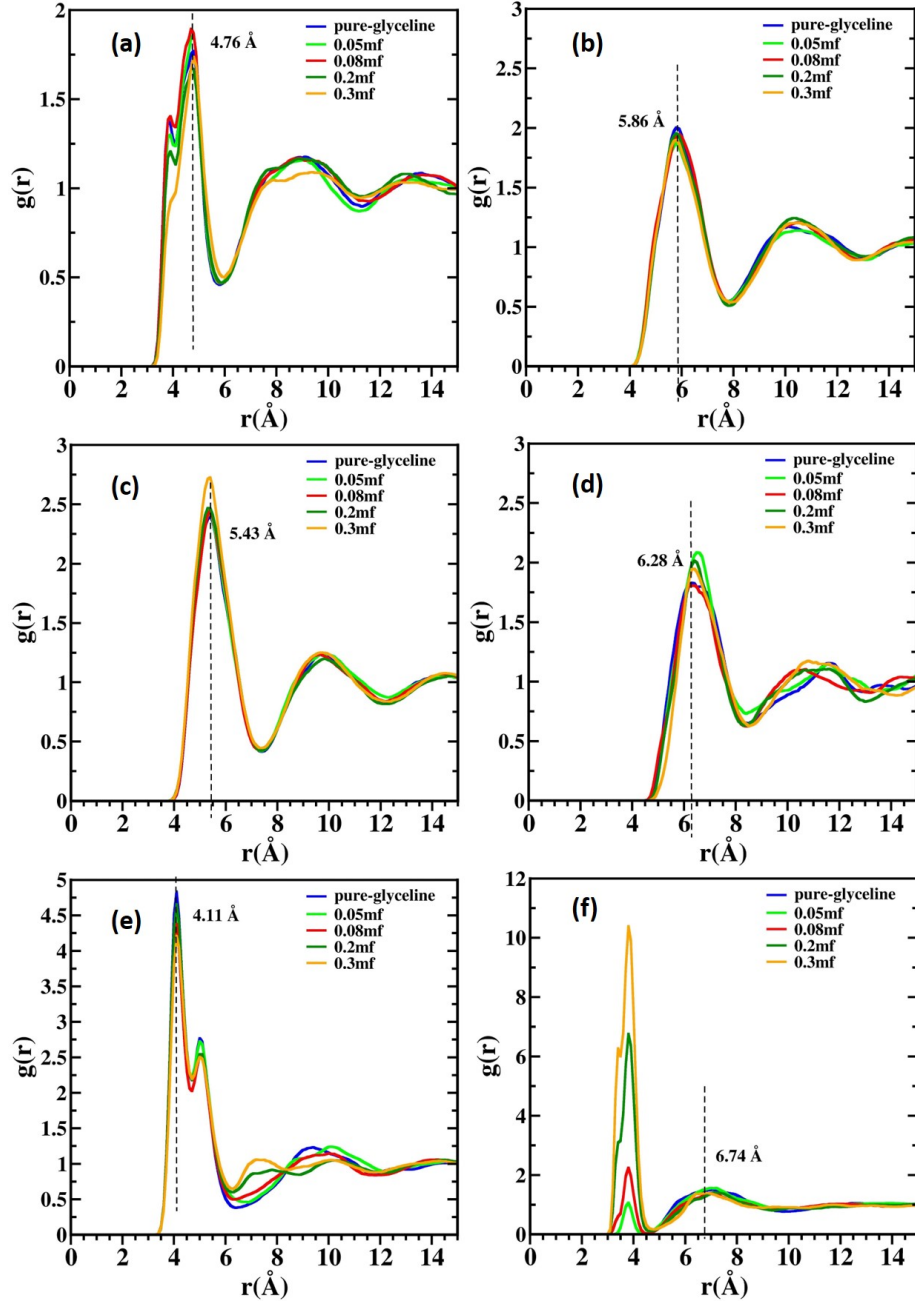 (a)
4.76 Å
pure-glyceline
0.05mf
0.08mf
0.2mf
0.3mf
g(r)
2
1.5
1
0.5
0
0 2 4 6 8 10 12 14
r(Å)
(b)
5.86 Å
pure-glyceline
0.05mf
0.08mf
0.2mf
0.3mf
g(r)
3
2.5
2
1.5
1
0.5
0
0 2 4 6 8 10 12 14
r(Å)
(c)
5.43 Å
pure-glyceline
0.05mf
0.08mf
0.2mf
0.3mf
g(r)
3
2.5
2
1.5
1
0.5
0
0 2 4 6 8 10 12 14
r(Å)
(d)
6.28 Å
pure-glyceline
0.05mf
0.08mf
0.2mf
0.3mf
g(r)
3
2.5
2
1.5
1
0.5
0
0 2 4 6 8 10 12 14
r(Å)
(e)
4.11 Å
pure-glyceline
0.05mf
0.08mf
0.2mf
0.3mf
g(r)
5
4.5
4
3.5
3
2.5
2
1.5
1
0.5
0
0 2 4 6 8 10 12 14
r(Å)
(f)
6.74 Å
pure-glyceline
0.05mf
0.08mf
0.2mf
0.3mf
g(r)
12
10
8
6
4
2
0
0 2 4 6 8 10 12 14
r(Å)